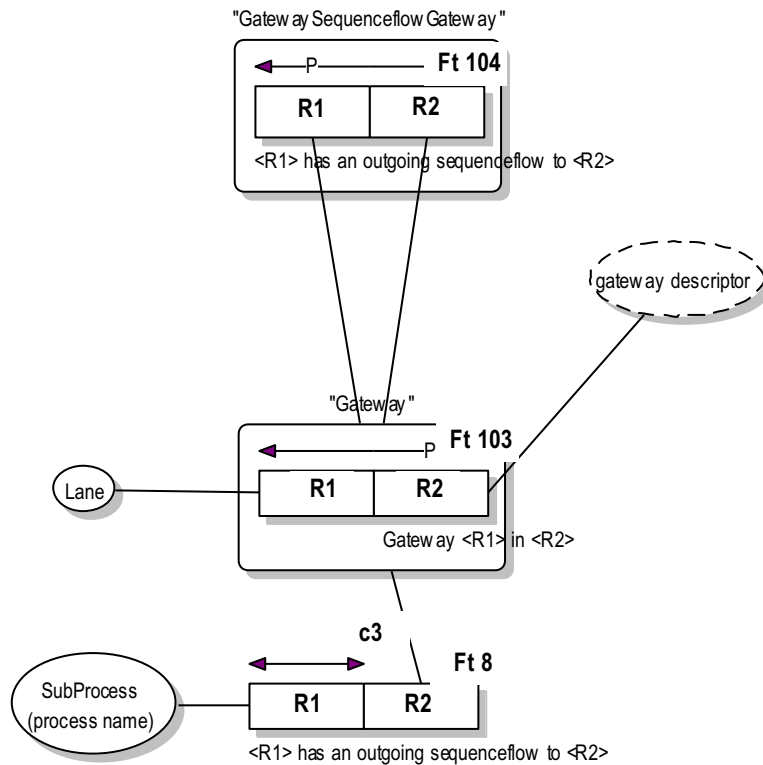 "Gateway Sequenceflow Gateway"
P
Ft 104
R1 R2
<R1> has an outgoing sequenceflow to <R2>
gateway descriptor
"Gateway"
P
Ft 103
Lane
R1 R2
Gateway <R1> in <R2>
c3
Ft 8
SubProcess
(process name)
R1 R2
<R1> has an outgoing sequenceflow to <R2>